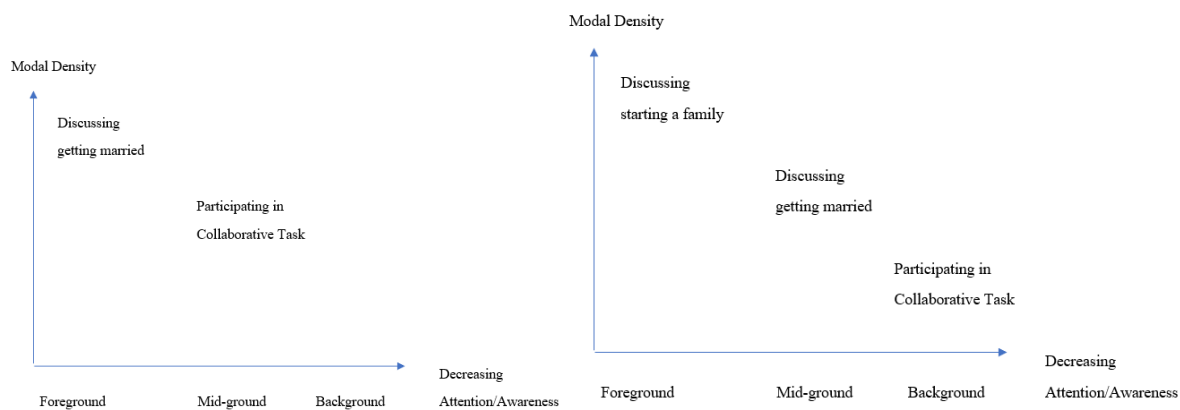 Modal Density
Discussing
getting married
Participating in
Collaborative Task
Decreasing
Attention/Awareness
Foreground
Mid-ground
Background
Modal Density
Discussing
starting a family
Discussing
getting married
Participating in
Collaborative Task
Decreasing
Attention/Awareness
Foreground
Mid-ground
Background